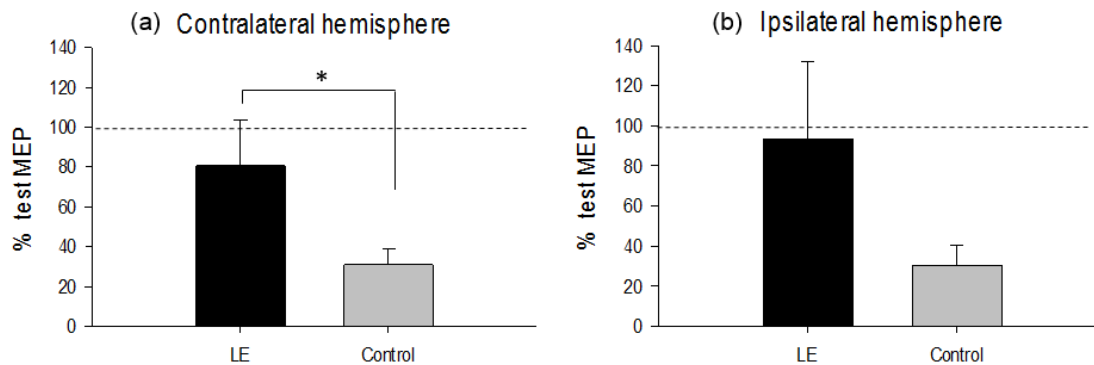 (a) Contralateral hemisphere
% test MEP
140
120
100
80
60
40
20
0
*
LE Control
(b) Ipsilateral hemisphere
% test MEP
140
120
100
80
60
40
20
0
LE Control